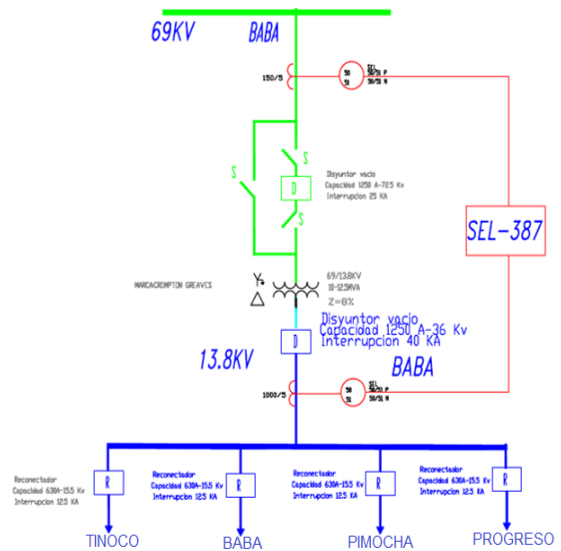 69KV BABA
150/5
50
51
SEL
50/51 P
50/51 N
S
S
D
S
Disyuntor vacio
Capacidad 1250 A-72.5 Kv
Interrupcion 25 KA
SEL-387
69/13.8KV
10-12.5MVA
Z=8%
MARCACROMPTON GREAVES
Disyuntor vacio
Capacidad 1250 A-36 Kv
Interrupcion 40 KA
D
13.8KV BABA
1000/5
50
51
SEL
50/51 P
50/51 N
Reconectador
Capacidad 630A-15.5 Kv
Interrupcion 12.5 KA
R
Reconectador
Capacidad 630A-15.5 Kv
Interrupcion 12.5 KA
R
Reconectador
Capacidad 630A-15.5 Kv
Interrupcion 12.5 KA
R
Reconectador
Capacidad 630A-15.5 Kv
Interrupcion 12.5 KA
R
TINOCO BABA PIMOCHA PROGRESO